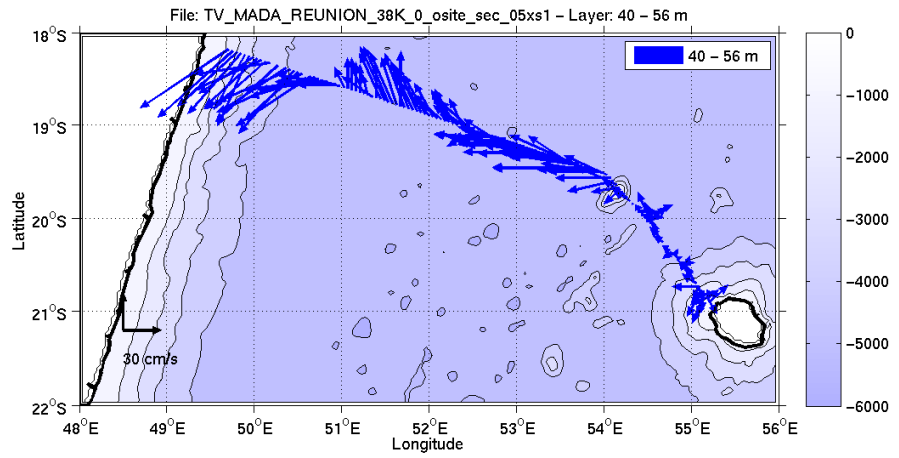 File: TV_MADA_REUNION_38K_0_osite_sec_05xs1 – Layer: 40 – 56 m
40 – 56 m
18°S
19°S
20°S
21°S
22°S
Latitude
30 cm/s
48°E
49°E
50°E
51°E
52°E
53°E
54°E
55°E
56°E
Longitude
0
−1000
−2000
−3000
−4000
−5000
−6000